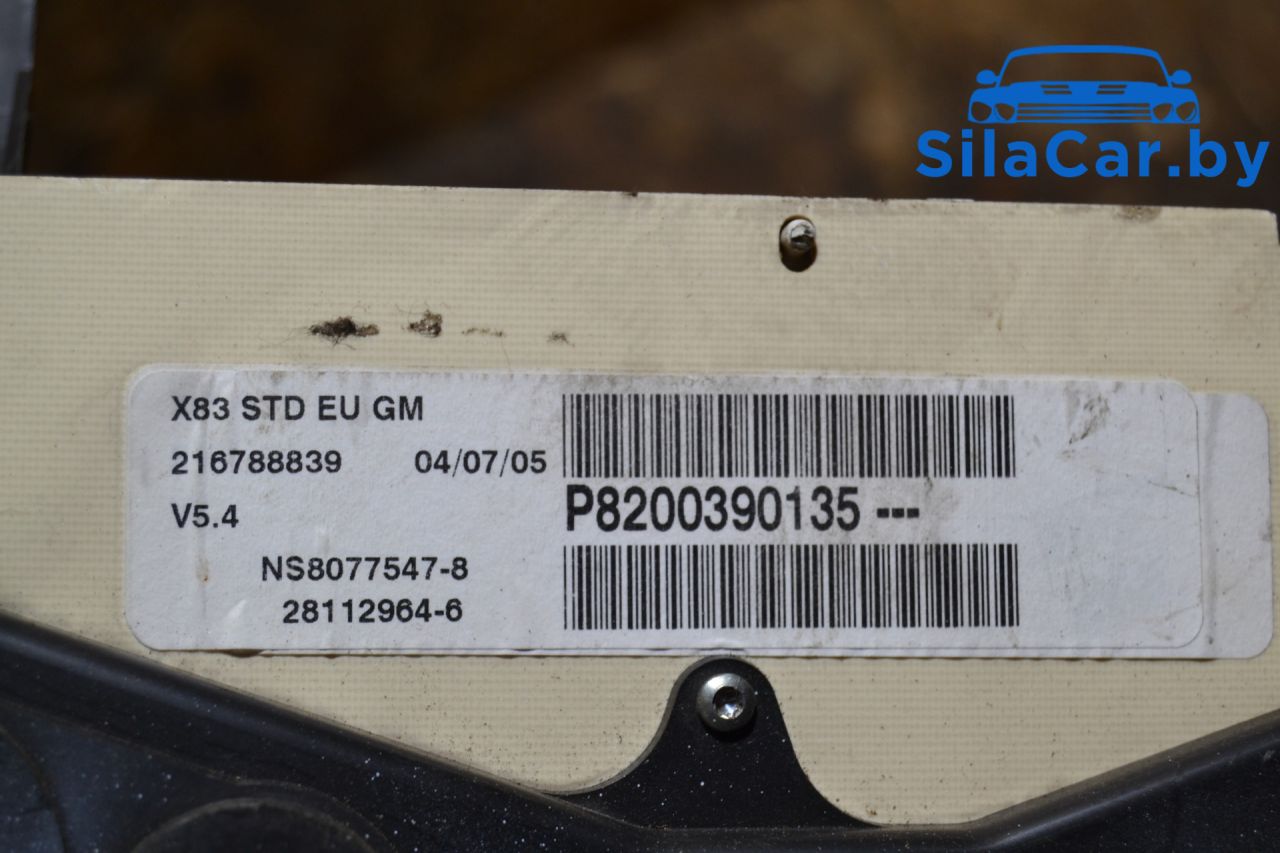 SilaCar.by
X83 STD EU GM
216788839 04/07/05
V5.4
P8200390135 ---
NS8077547-8
28112964-6